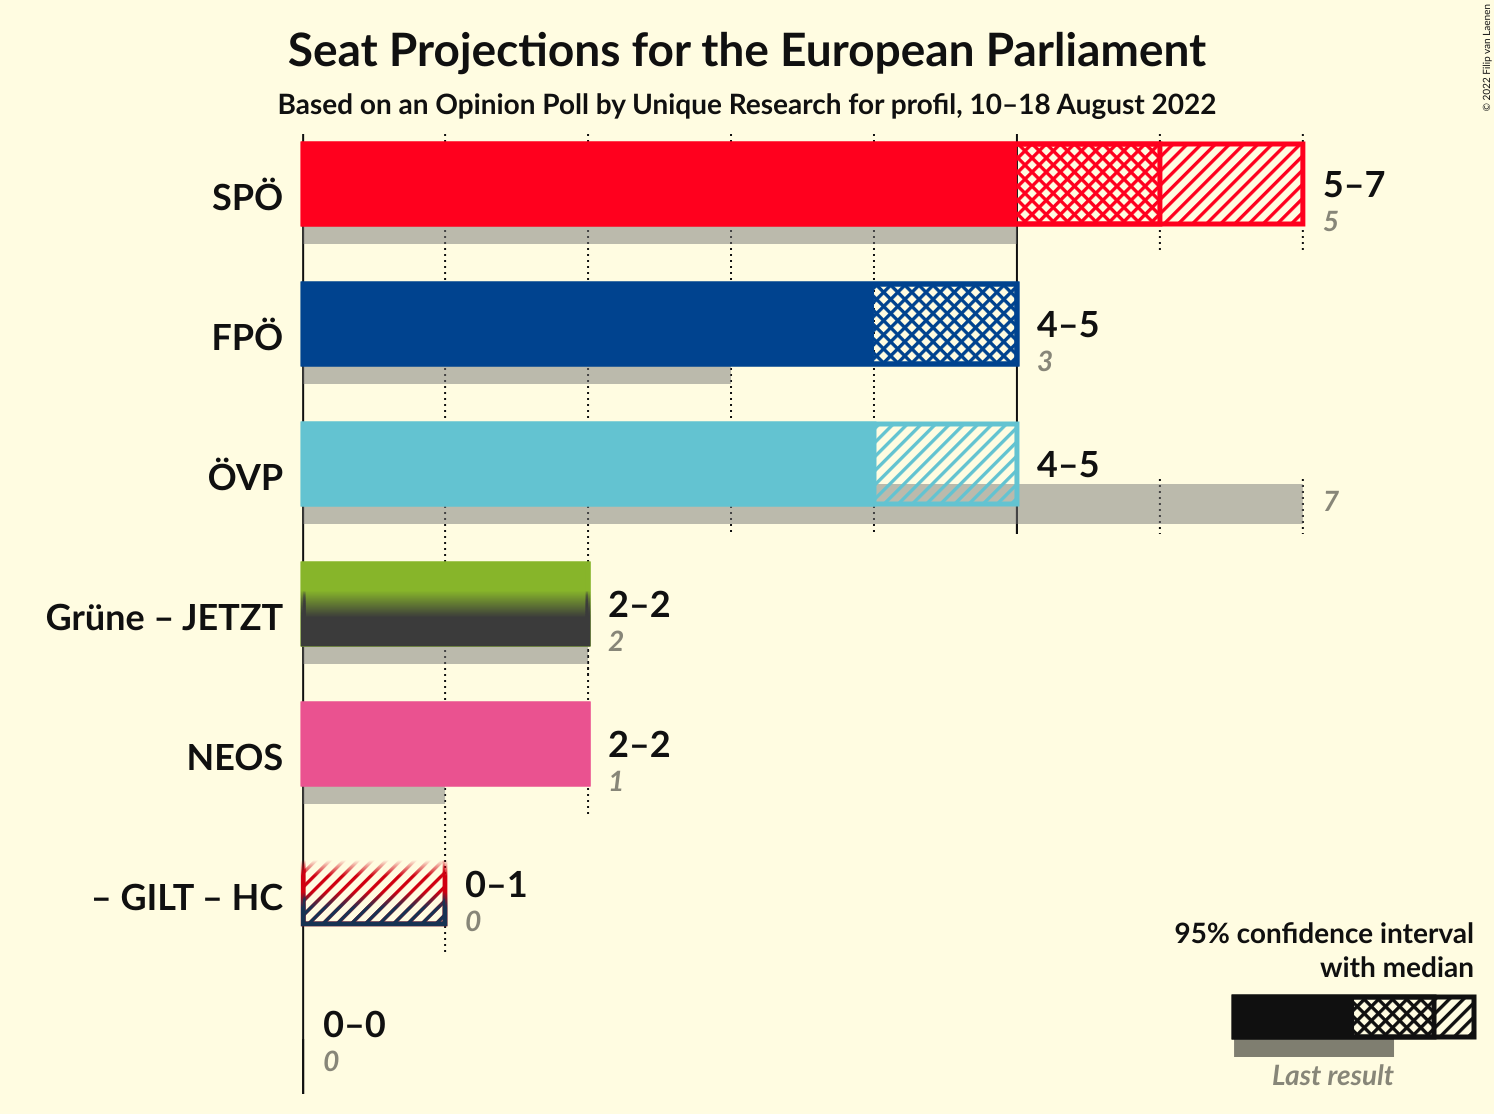 Seat Projections for the European Parliament
Based on an Opinion Poll by Unique Research for profil, 10–18 August 2022
© 2022 Filip van Laenen
SPÖ
5–7
5
FPÖ
4–5
3
ÖVP
4–5
7
Grüne – JETZT
2–2
2
NEOS
2–2
1
– GILT – HC
0–1
0
0–0
0
95% confidence interval
with median
Last result